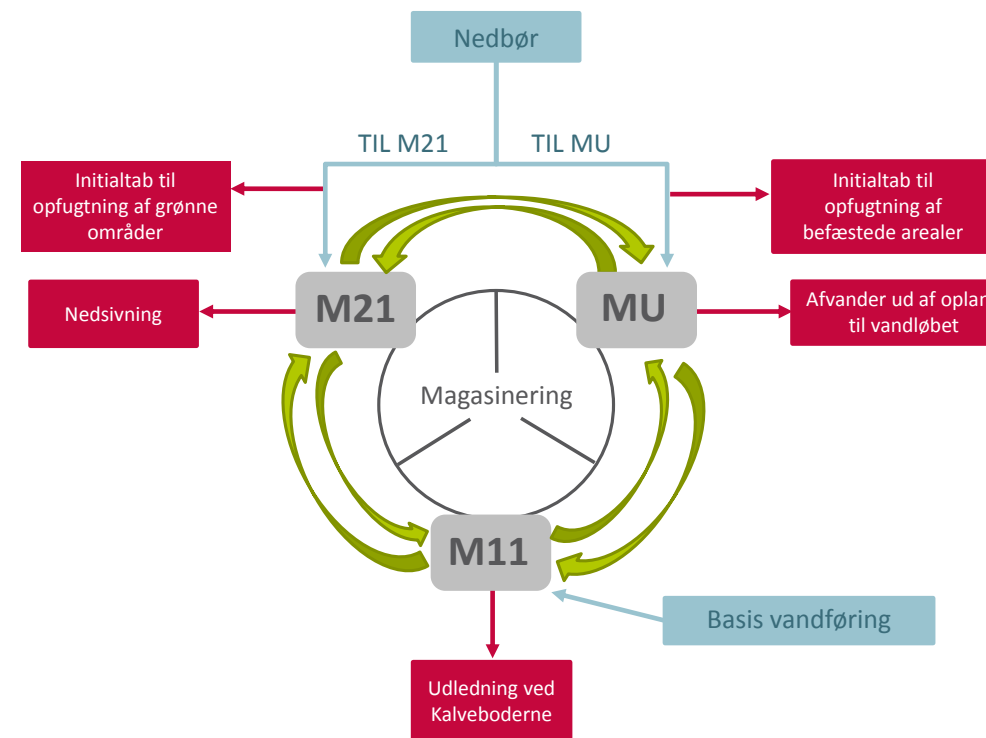 Nedbør
TIL M21
TIL MU
Initialtab til
opfugtning af grønne
områder
Initialtab til
opfugtning af
befæstede arealer
M21
MU
Nedsivning
Afvander ud af oplan
til vandløbet
Magasinering
M11
Basis vandføring
Udledning ved
Kalveboderne